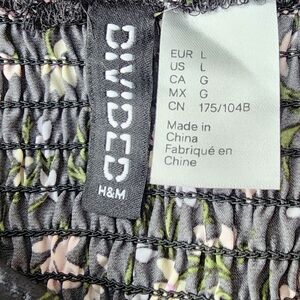 DIVIDED
H&M
EUR L
US L
CA G
MX G
CN 175/104B
Made in
China
Fabriqué en
Chine